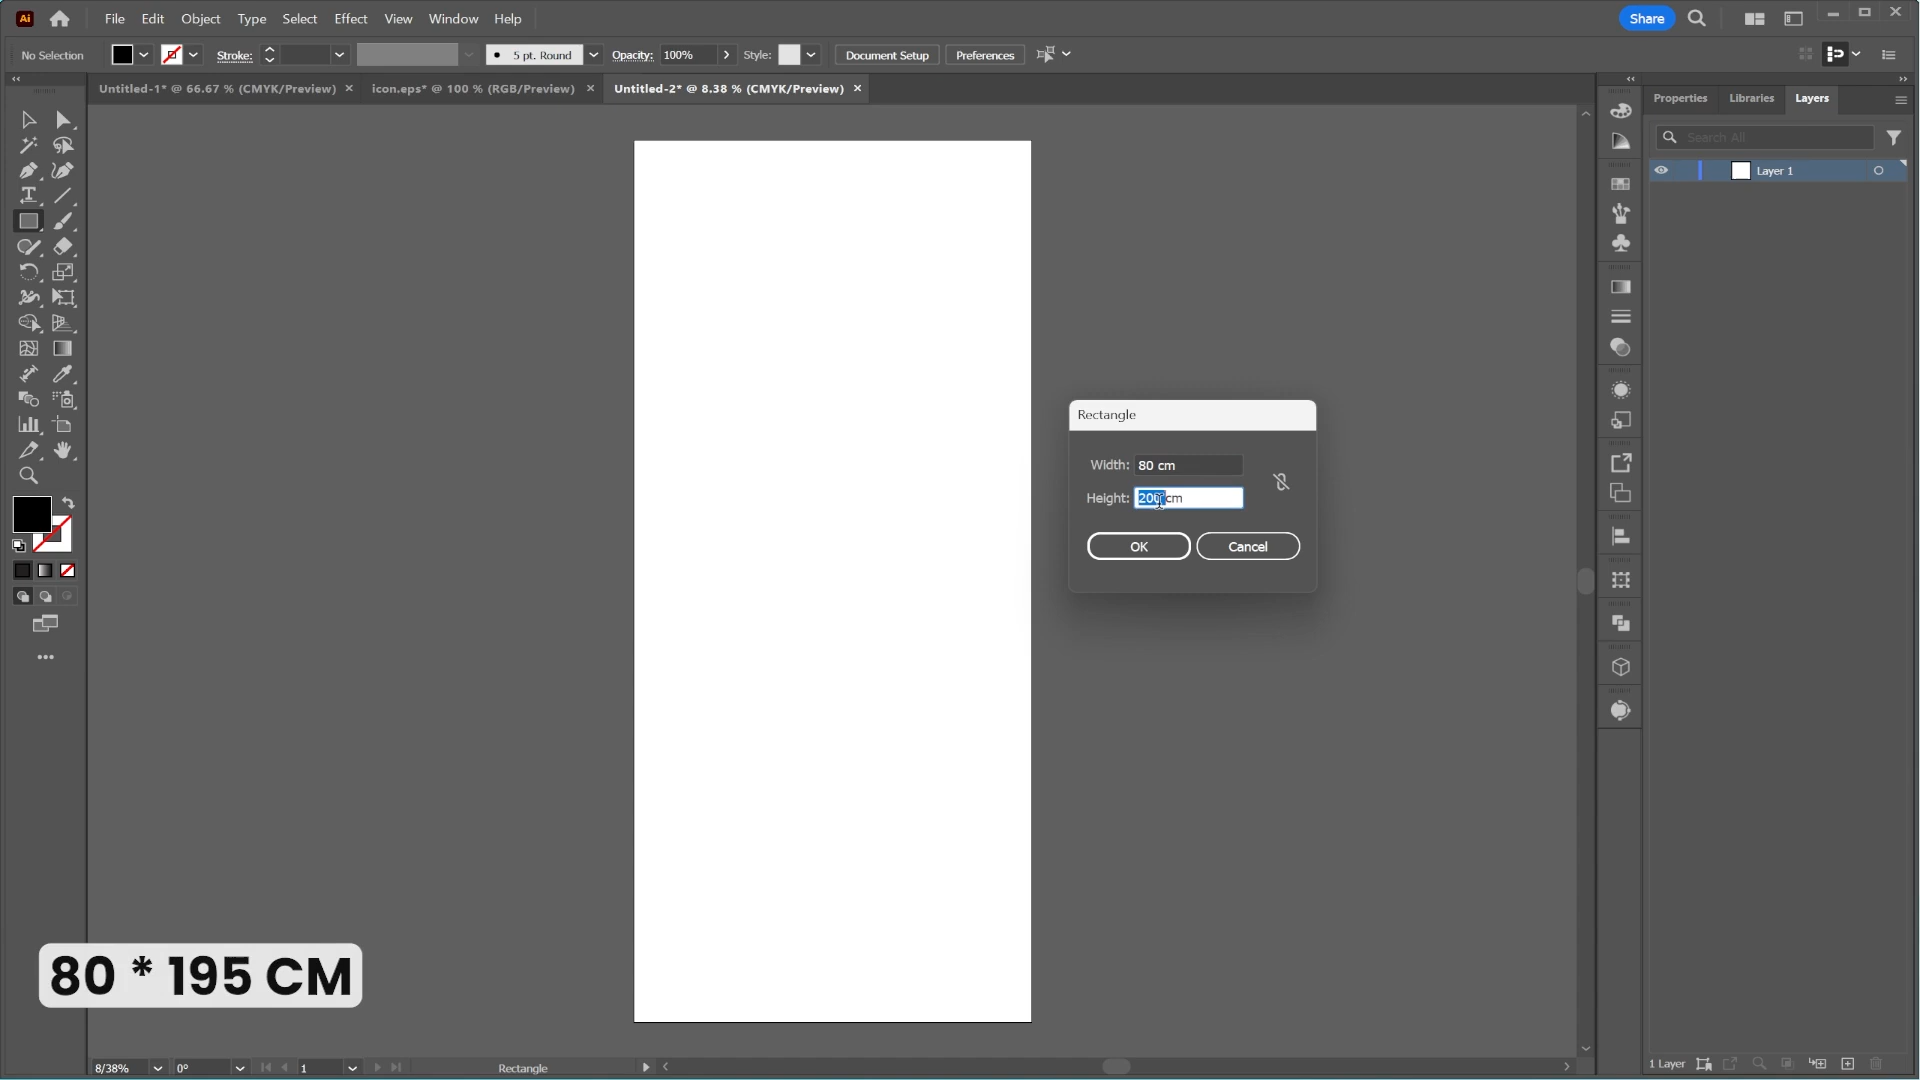 Ai File Edit Object Type Select Effect View Window Help Share
No Selection Stroke: 5 pt. Round Opacity: 100% Style: Document Setup Preferences
Untitled-1* @ 66.67 % (CMYK/Preview) icon.eps* @ 100 % (RGB/Preview) Untitled-2* @ 8.38 % (CMYK/Preview)
Properties Libraries Layers
Search All
Layer 1
Rectangle
Width: 80 cm
Height: 200 cm
OK Cancel
80 * 195 CM
8/38% 0° 1 Rectangle
1 Layer